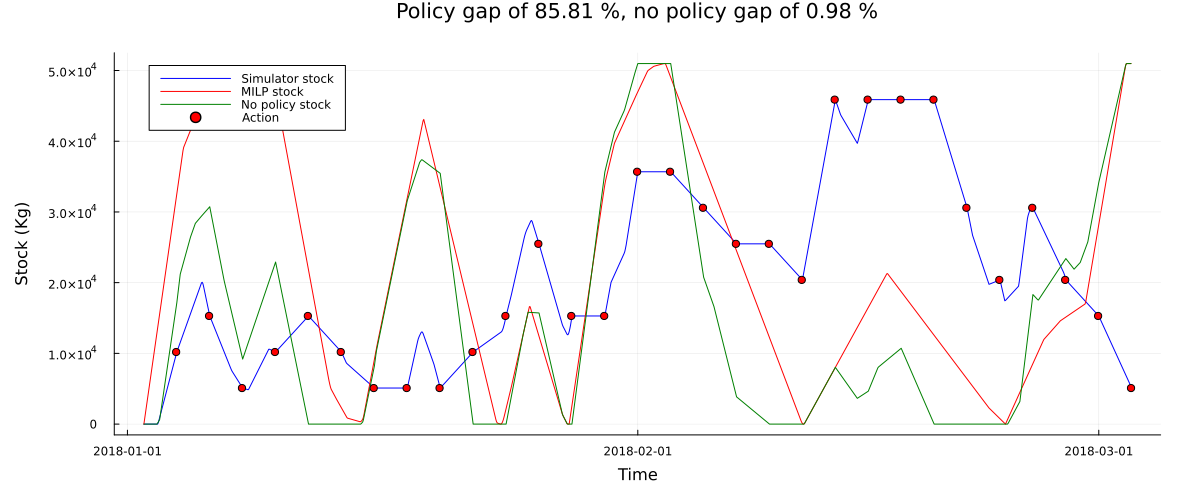 Policy gap of 85.81 %, no policy gap of 0.98 %
Simulator stock
MILP stock
No policy stock
Action
5.0×10⁴
4.0×10⁴
3.0×10⁴
2.0×10⁴
1.0×10⁴
0
Stock (Kg)
2018-01-01
2018-02-01
2018-03-01
Time